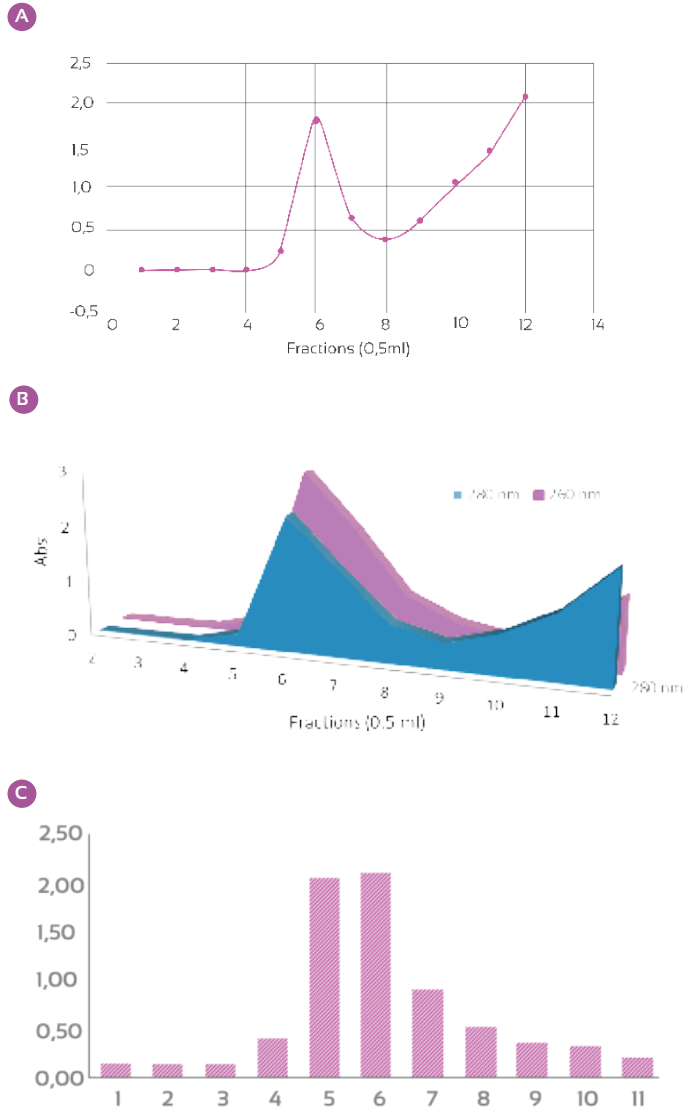 A
2,5
2,0
1,5
1,0
0,5
0
-0,5
0 2 4 6 8 10 12 14
Fractions (0,5ml)
B
280 nm 260 nm
3
2
1
0
Abs
2 3 4 5 6 7 8 9 10 11 12
280 nm
Fractions (0.5 ml)
C
2,50
2,00
1,50
1,00
0,50
0,00
1 2 3 4 5 6 7 8 9 10 11